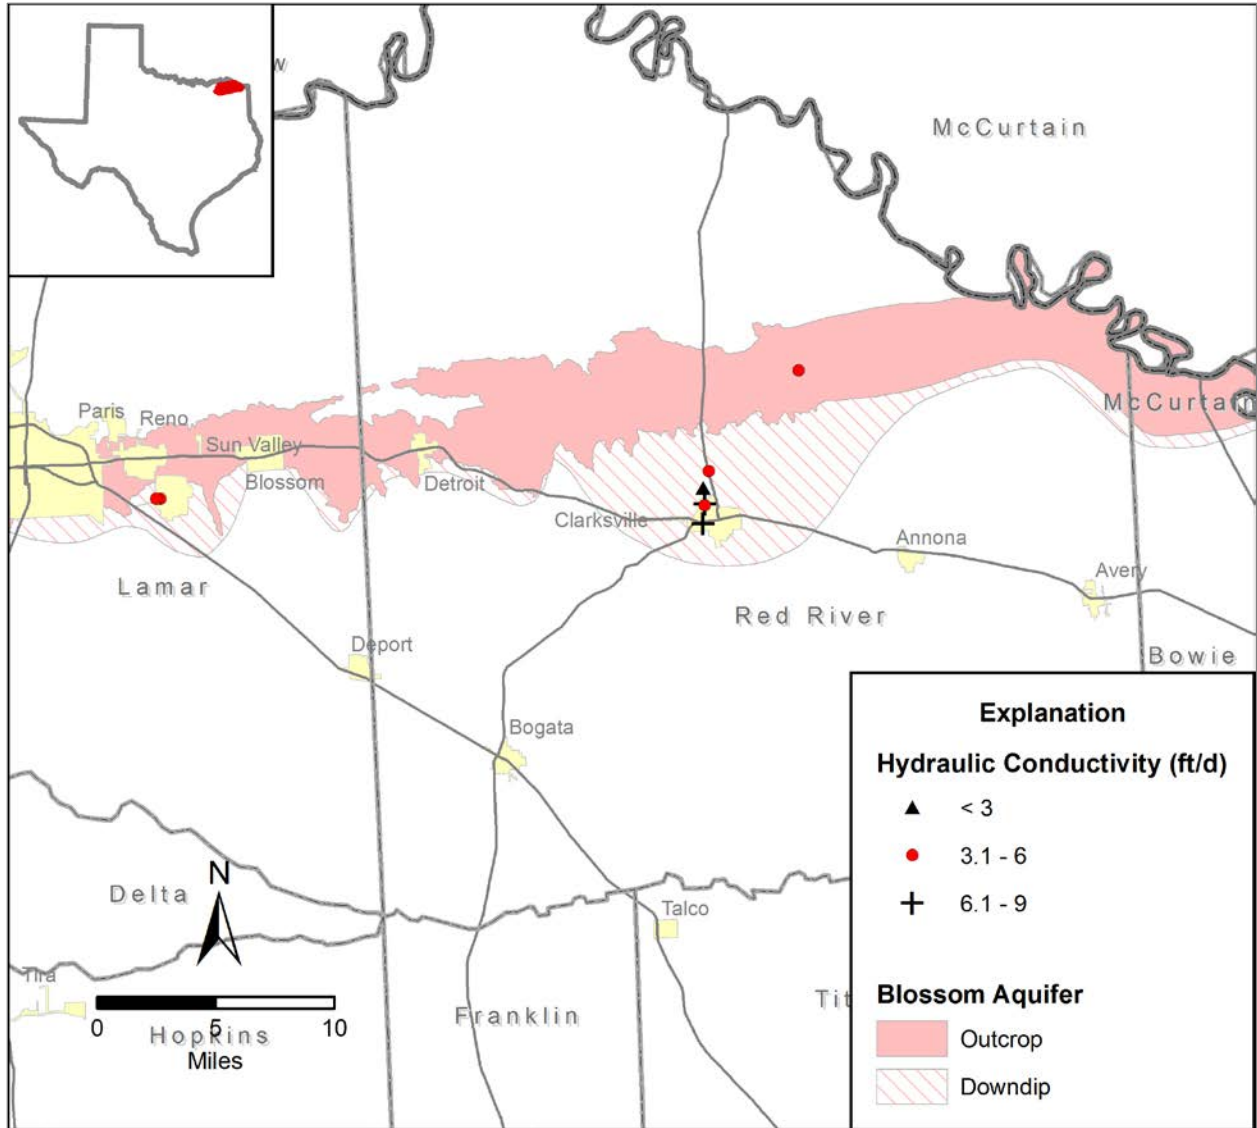 w
McCurtain
Paris
Reno
Sun Valley
McCurtain
Blossom
Detroit
Clarksville
Annona
Lamar
Avery
Red River
Deport
Bowie
Bogata
Explanation
Hydraulic Conductivity (ft/d)
< 3
3.1 - 6
N
Delta
6.1 - 9
Talco
Tira
Blossom Aquifer
Tit
0 5 10
Franklin
Hopkins
Outcrop
Miles
Downdip